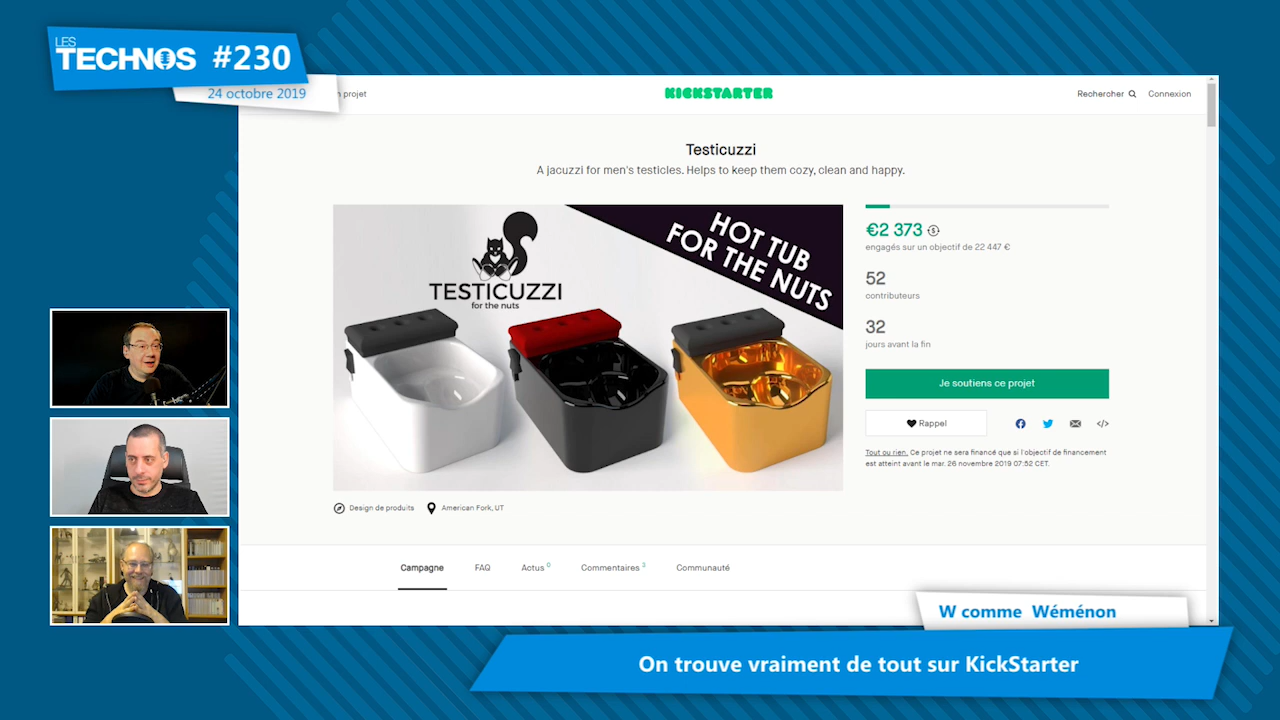 LES
TECHNOS #230
24 octobre 2019
n projet
KICKSTARTER
Rechercher
Connexion
Testicuzzi
A jacuzzi for men's testicles. Helps to keep them cozy, clean and happy.
HOT TUB
FOR THE NUTS
TESTICUZZI
for the nuts
€2 373
engagés sur un objectif de 22 447 €
52
contributeurs
32
jours avant la fin
Je soutiens ce projet
Rappel
Tout ou rien. Ce projet ne sera financé que si l'objectif de financement
est atteint avant le mar. 26 novembre 2019 07:52 CET.
Design de produits
American Fork, UT
Campagne
FAQ
Actus 0
Commentaires
Communauté
W comme Wéménon
On trouve vraiment de tout sur KickStarter